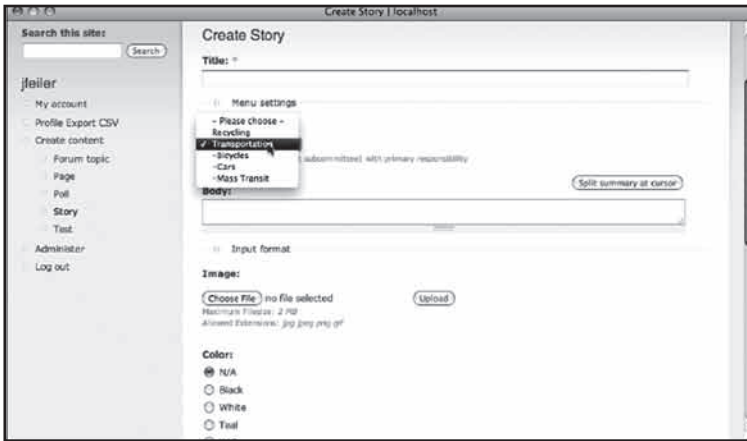 Create Story | localhost
Search this site:
Search
jfeiler
My account
Profile Export CSV
Create content
Forum topic
Page
Poll
Story
Test
Administer
Log out
Create Story
Title: *
Menu settings
- Please choose -
Recycling
✓ Transportation
-Bicycles
-Cars
-Mass Transit
subcommittee) with primary responsibility
Body:
Split summary at cursor
Input format
Image:
Choose File no file selected
Upload
Maximum Filesize: 2 MB
Allowed Extensions: jpg jpeg png gif
Color:
N/A
Black
White
Teal